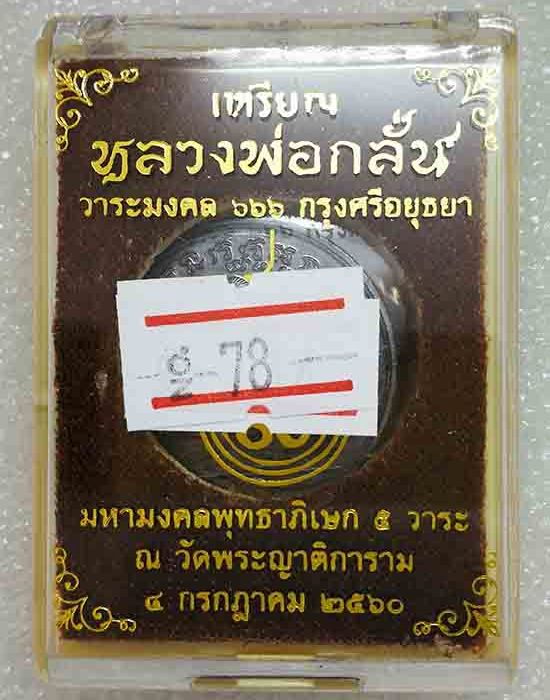 เหรียญ
หลวงพ่อกลั่น
วาระมงคล ๖๖๖ กรุงศรีอยุธยา
78
มหามงคลพุทธาภิเษก ๕ วาระ
ณ วัดพระญาติการาม
๔ กรกฎาคม ๒๕๖๐